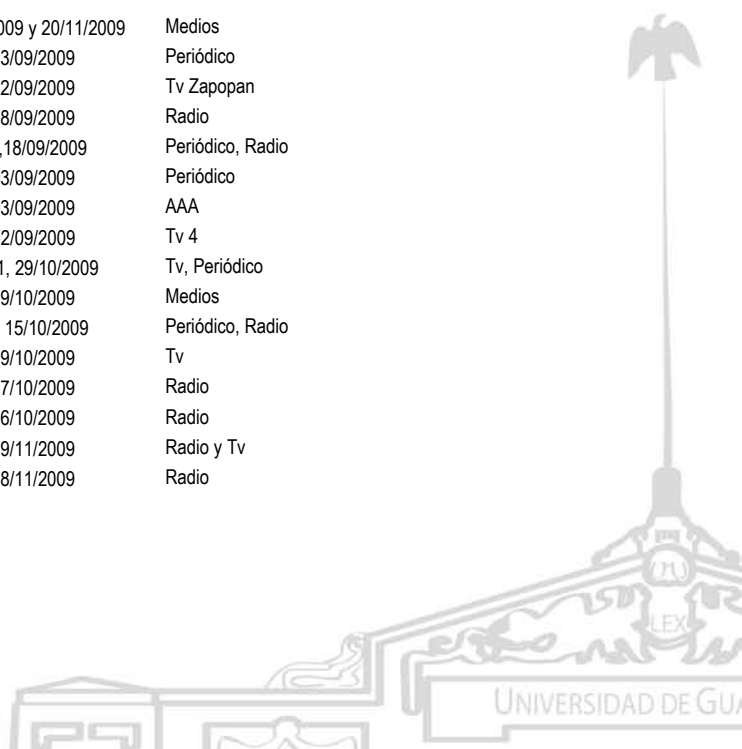 009 y 20/11/2009 Medios
3/09/2009 Periódico
2/09/2009 Tv Zapopan
8/09/2009 Radio
,18/09/2009 Periódico, Radio
3/09/2009 Periódico
3/09/2009 AAA
2/09/2009 Tv 4
1, 29/10/2009 Tv, Periódico
9/10/2009 Medios
15/10/2009 Periódico, Radio
9/10/2009 Tv
7/10/2009 Radio
6/10/2009 Radio
9/11/2009 Radio y Tv
8/11/2009 Radio
LEX
UNIVERSIDAD DE GUA